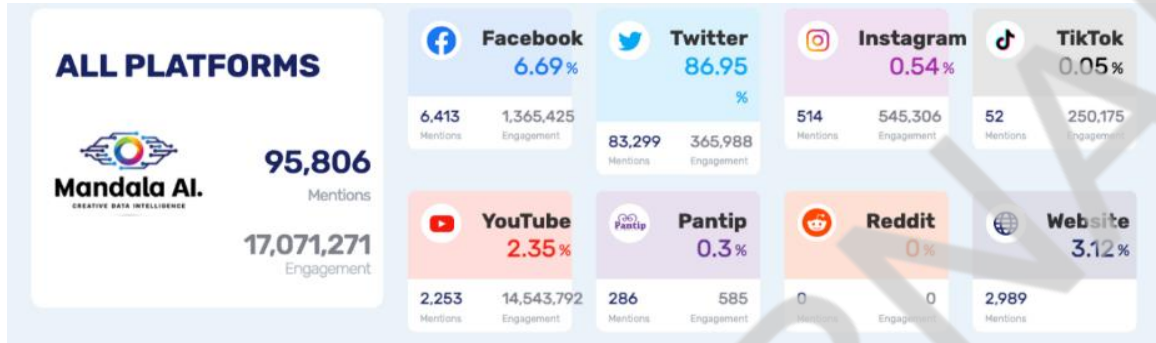 ALL PLATFORMS
Mandala AI.
CREATIVE DATA INTELLIGENCE
95,806
Mentions
17,071,271
Engagement
Facebook
6.69 %
6,413 1,365,425
Mentions Engagement
Twitter
86.95
%
83,299 365,988
Mentions Engagement
Instagram
0.54 %
514 545,306
Mentions Engagement
TikTok
0.05 %
52 250,175
Mentions Engagement
YouTube
2.35 %
2,253 14,543,792
Mentions Engagement
Pantip
Pantip
0.3 %
286 585
Mentions Engagement
Reddit
0 %
0 0
Mentions Engagement
Website
3.12 %
2,989
Mentions